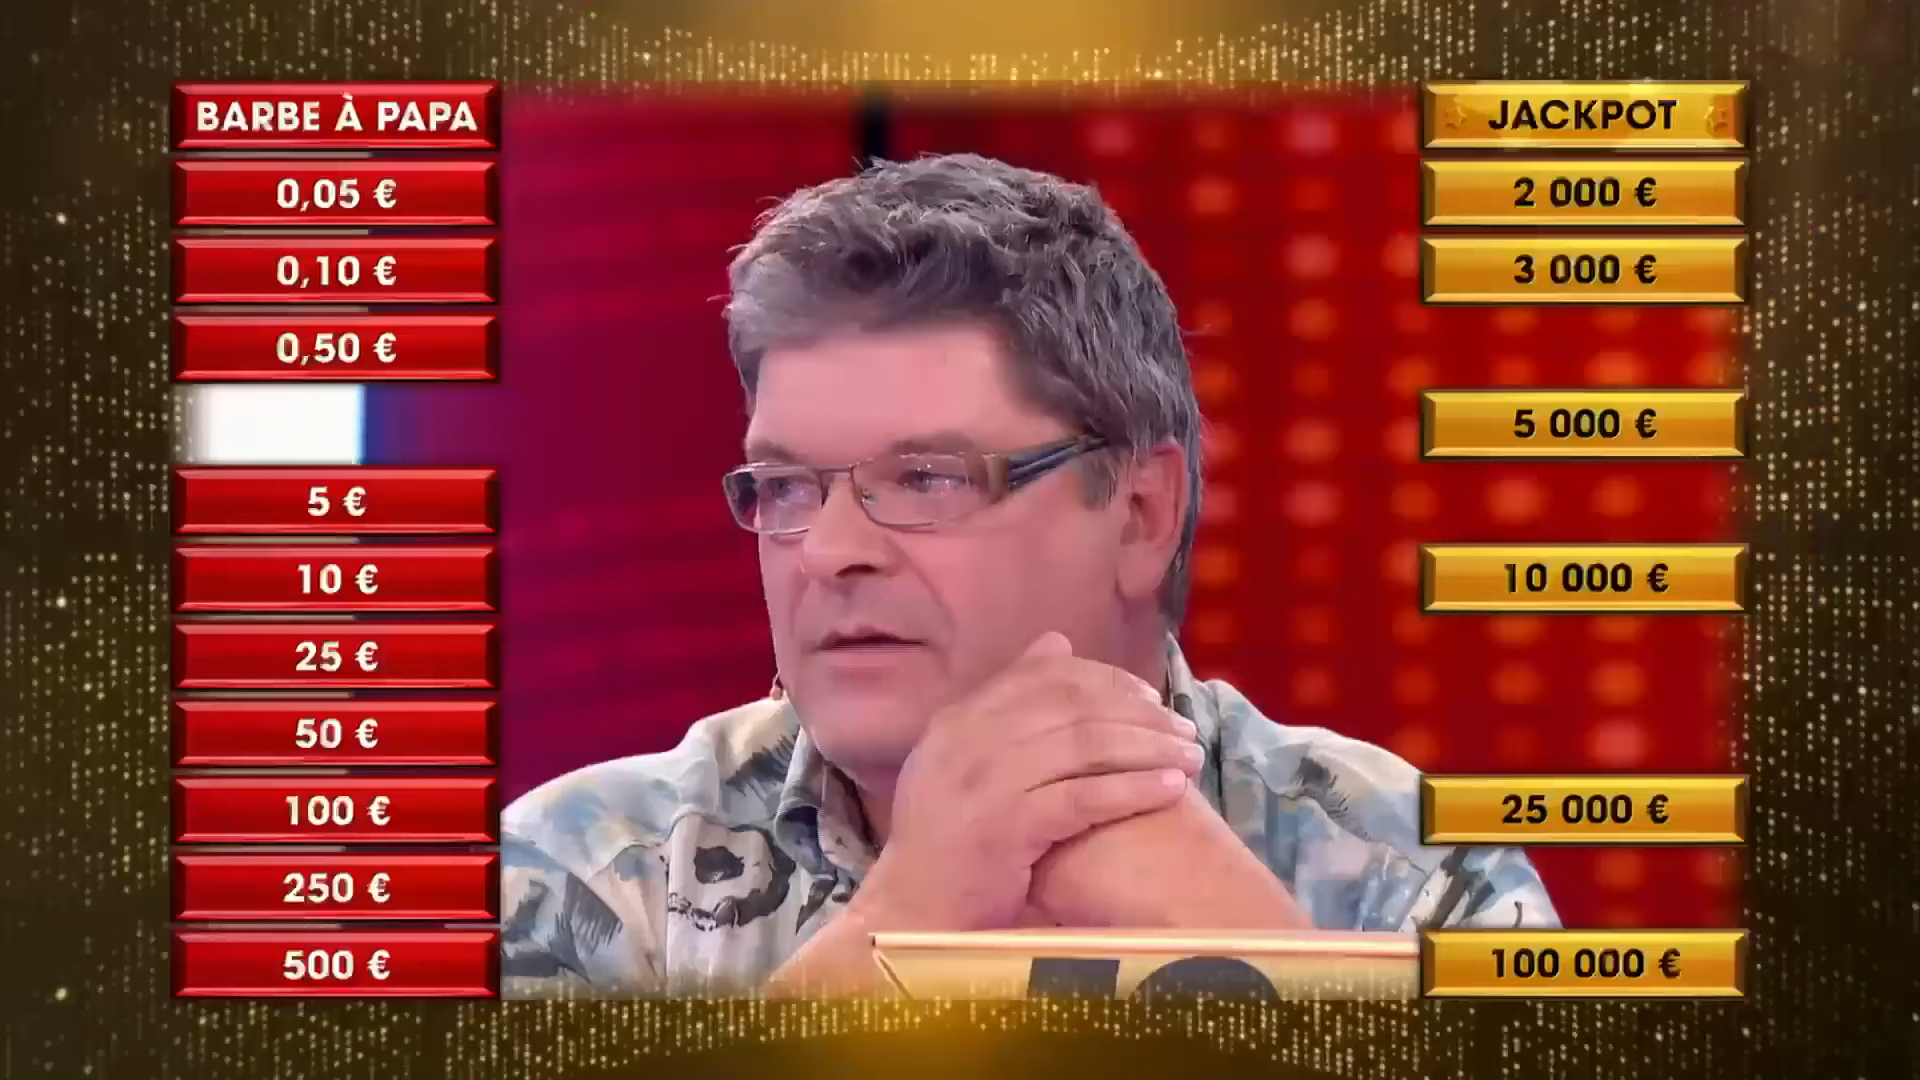 BARBE À PAPA
0,05 €
0,10 €
0,50 €
5 €
10 €
25 €
50 €
100 €
250 €
500 €
JACKPOT
2 000 €
3 000 €
5 000 €
10 000 €
25 000 €
100 000 €